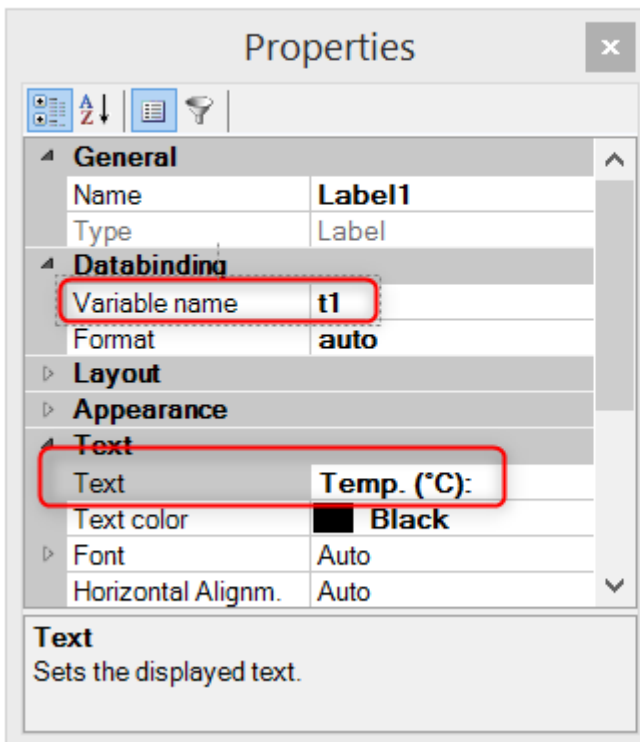 Properties
General
Name Label1
Type Label
Databinding
Variable name t1
Format auto
Layout
Appearance
Text
Text Temp. (°C):
Text color Black
Font Auto
Horizontal Alignm. Auto
Text
Sets the displayed text.